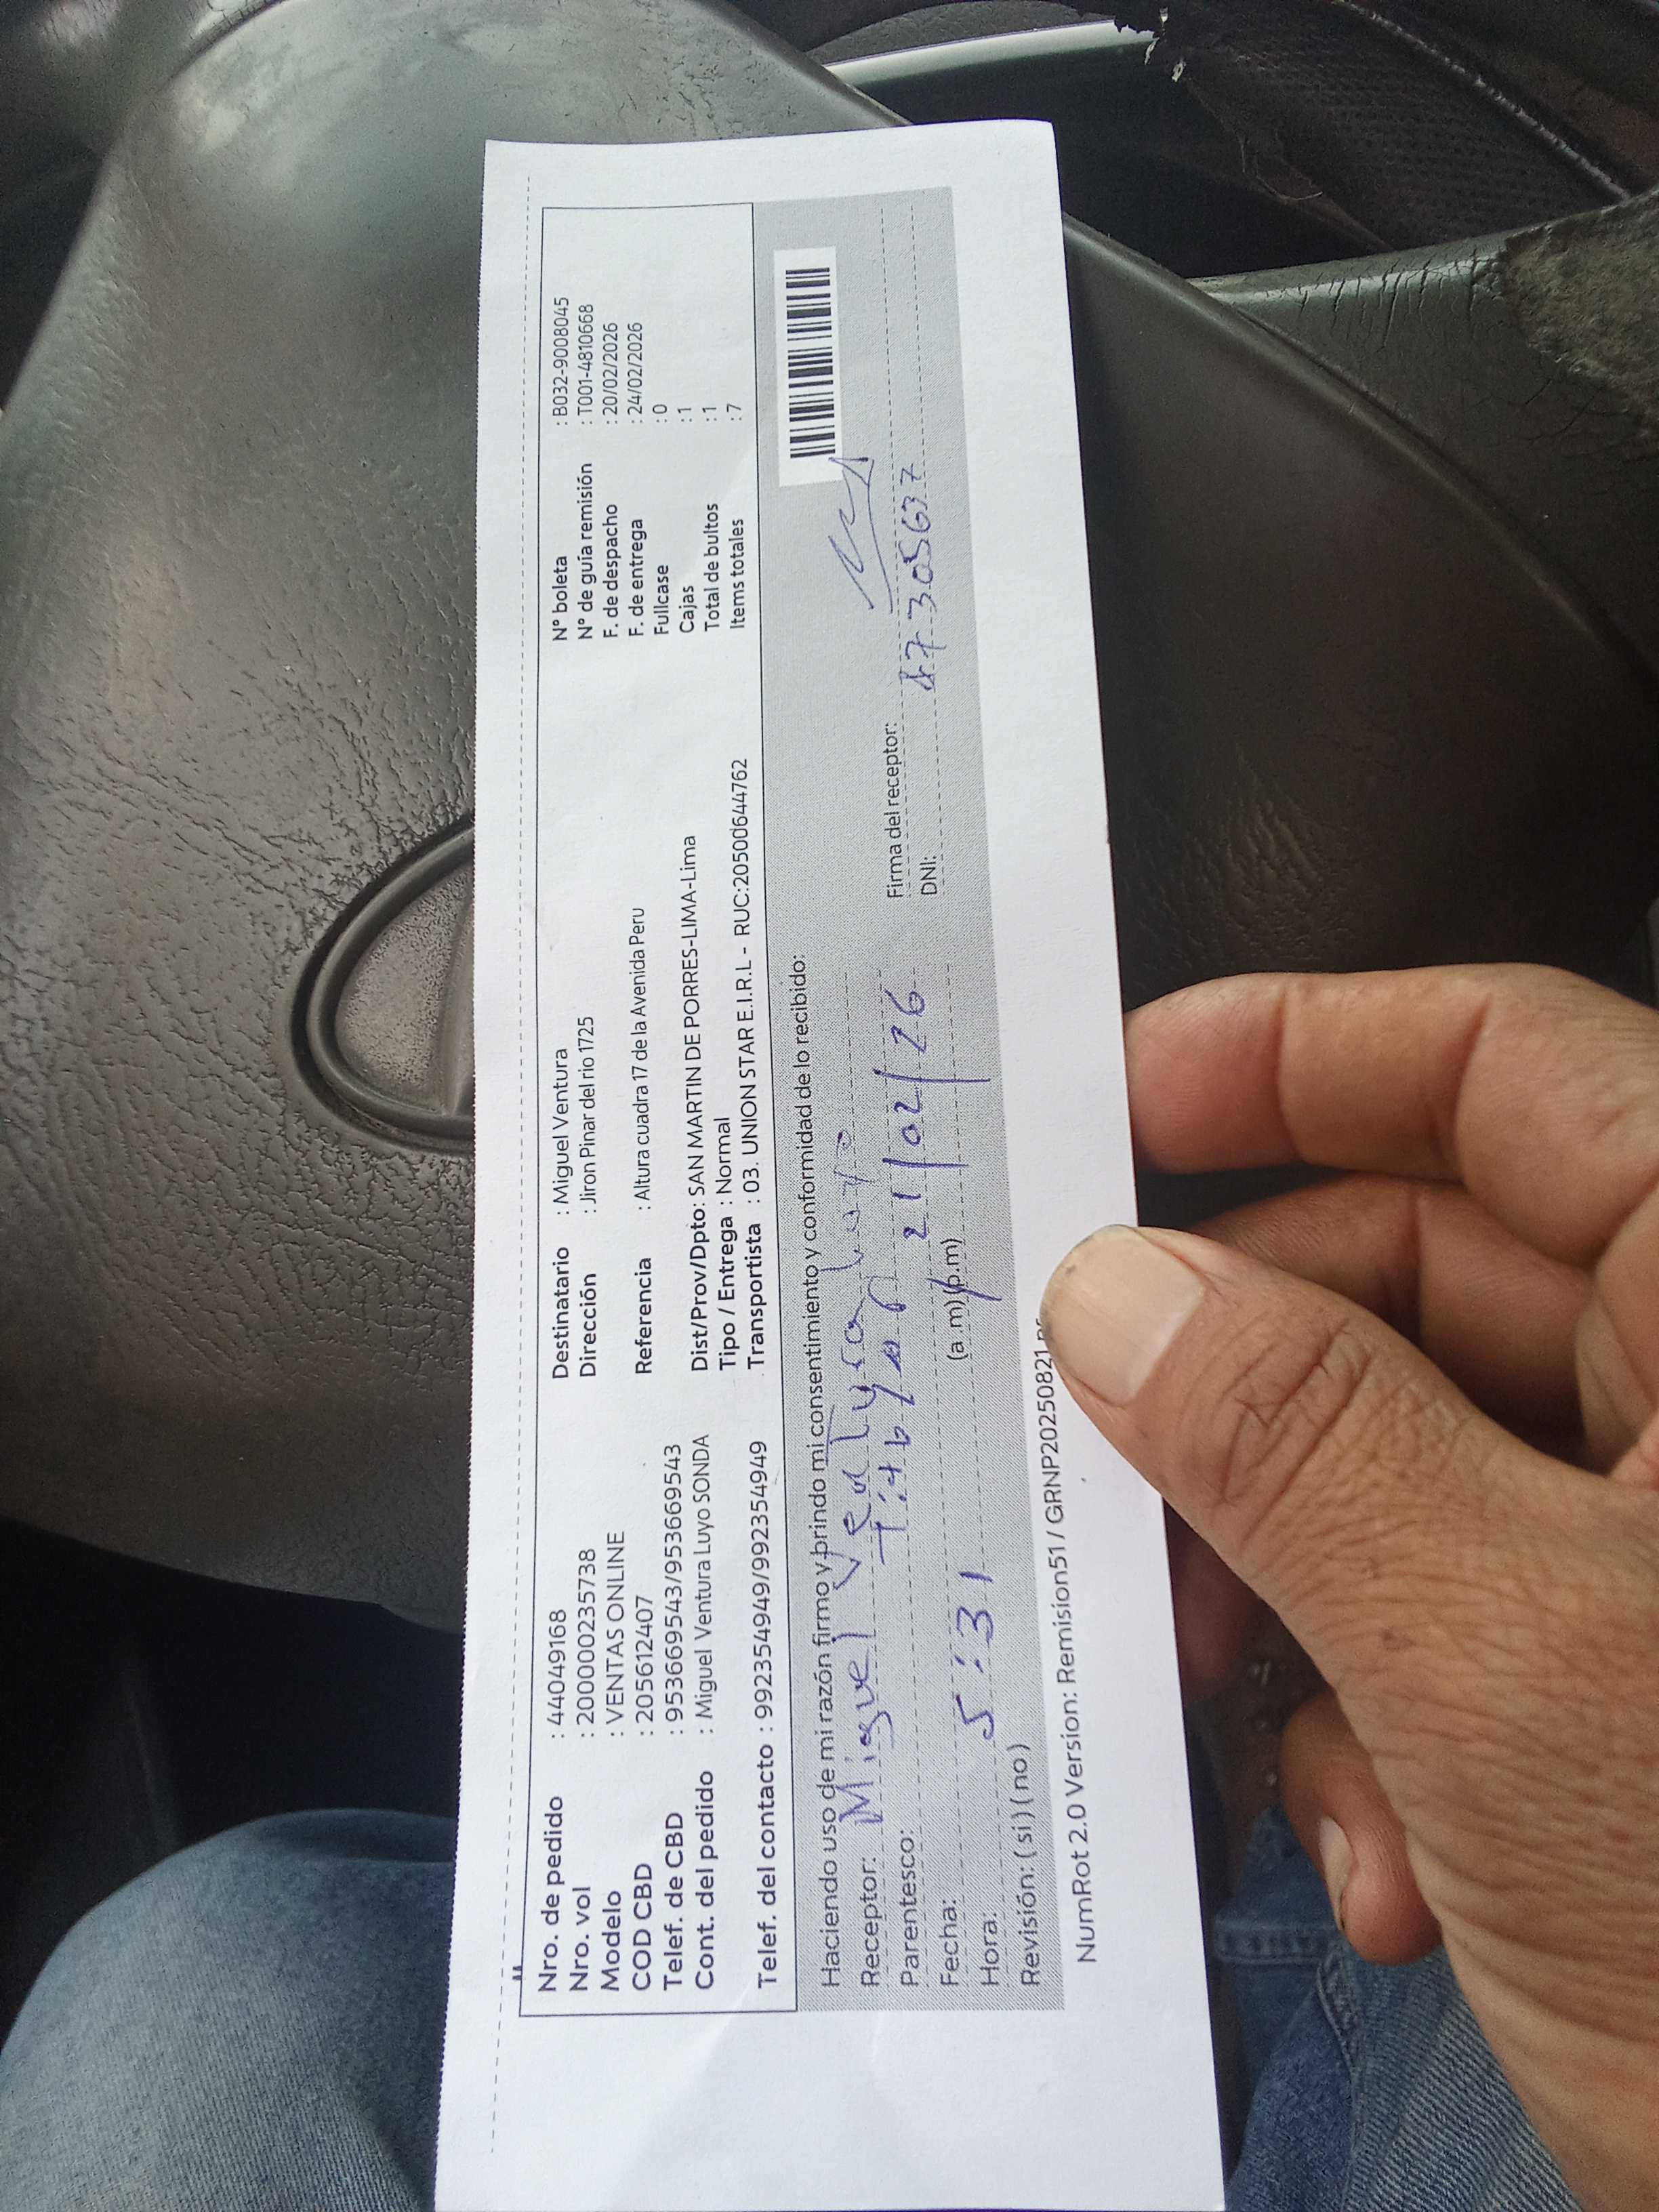 Nro. de pedido : 44049168
Nro. vol : 2000000235738
Modelo : VENTAS ONLINE
COD CBD : 205612407
Telef. de CBD : 953669543/953669543
Cont. del pedido : Miguel Ventura Luyo SONDA
Telef. del contacto : 992354949/992354949
Destinatario : Miguel Ventura
Dirección : Jiron Pinar del rio 1725
Referencia : Altura cuadra 17 de la Avenida Peru
Dist/Prov/Dpto: SAN MARTIN DE PORRES-LIMA-Lima
Tipo / Entrega : Normal
Transportista : 03. UNION STAR E.I.R.L - RUC:20500644762
N° boleta : B032-9008045
N° de guía remisión : T001-4810668
F. de despacho : 20/02/2026
F. de entrega : 24/02/2026
Fullcase : 0
Cajas : 1
Total de bultos : 1
Items totales : 7
Haciendo uso de mi razón firmo y brindo mi consentimiento y conformidad de lo recibido:
Receptor: Miguel Ventura Luyo
Parentesco: Titular
Fecha: 21/02/26
Hora: 5:31 (a.m) (p.m)
Revisión: ( si ) ( no )
Firma del receptor:
DNI: 47305637
NumRot 2.0 Version: Remision51 / GRNP20250821